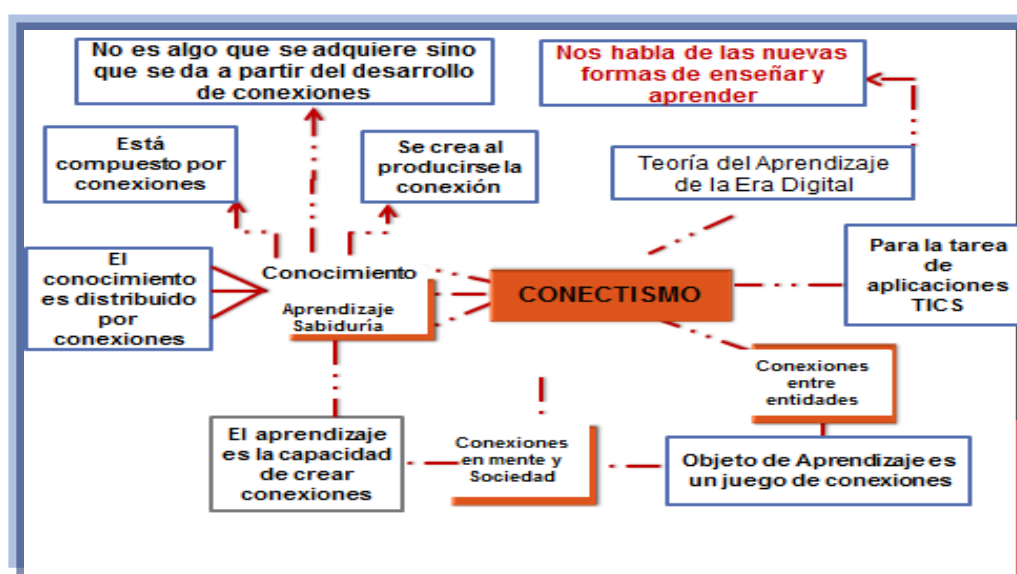 No es algo que se adquiere sino
que se da a partir del desarrollo
de conexiones
Nos habla de las nuevas
formas de enseñar y
aprender
Está
compuesto por
conexiones
Se crea al
producirse la
conexión
Teoría del Aprendizaje
de la Era Digital
El
conocimiento
es distribuido
por
conexiones
Conocimiento
Aprendizaje
Sabiduría
CONECTISMO
Para la tarea
de
aplicaciones
TICS
Conexiones
entre
entidades
El aprendizaje
es la capacidad
de crear
conexiones
Conexiones
en mente y
Sociedad
Objeto de Aprendizaje es
un juego de conexiones